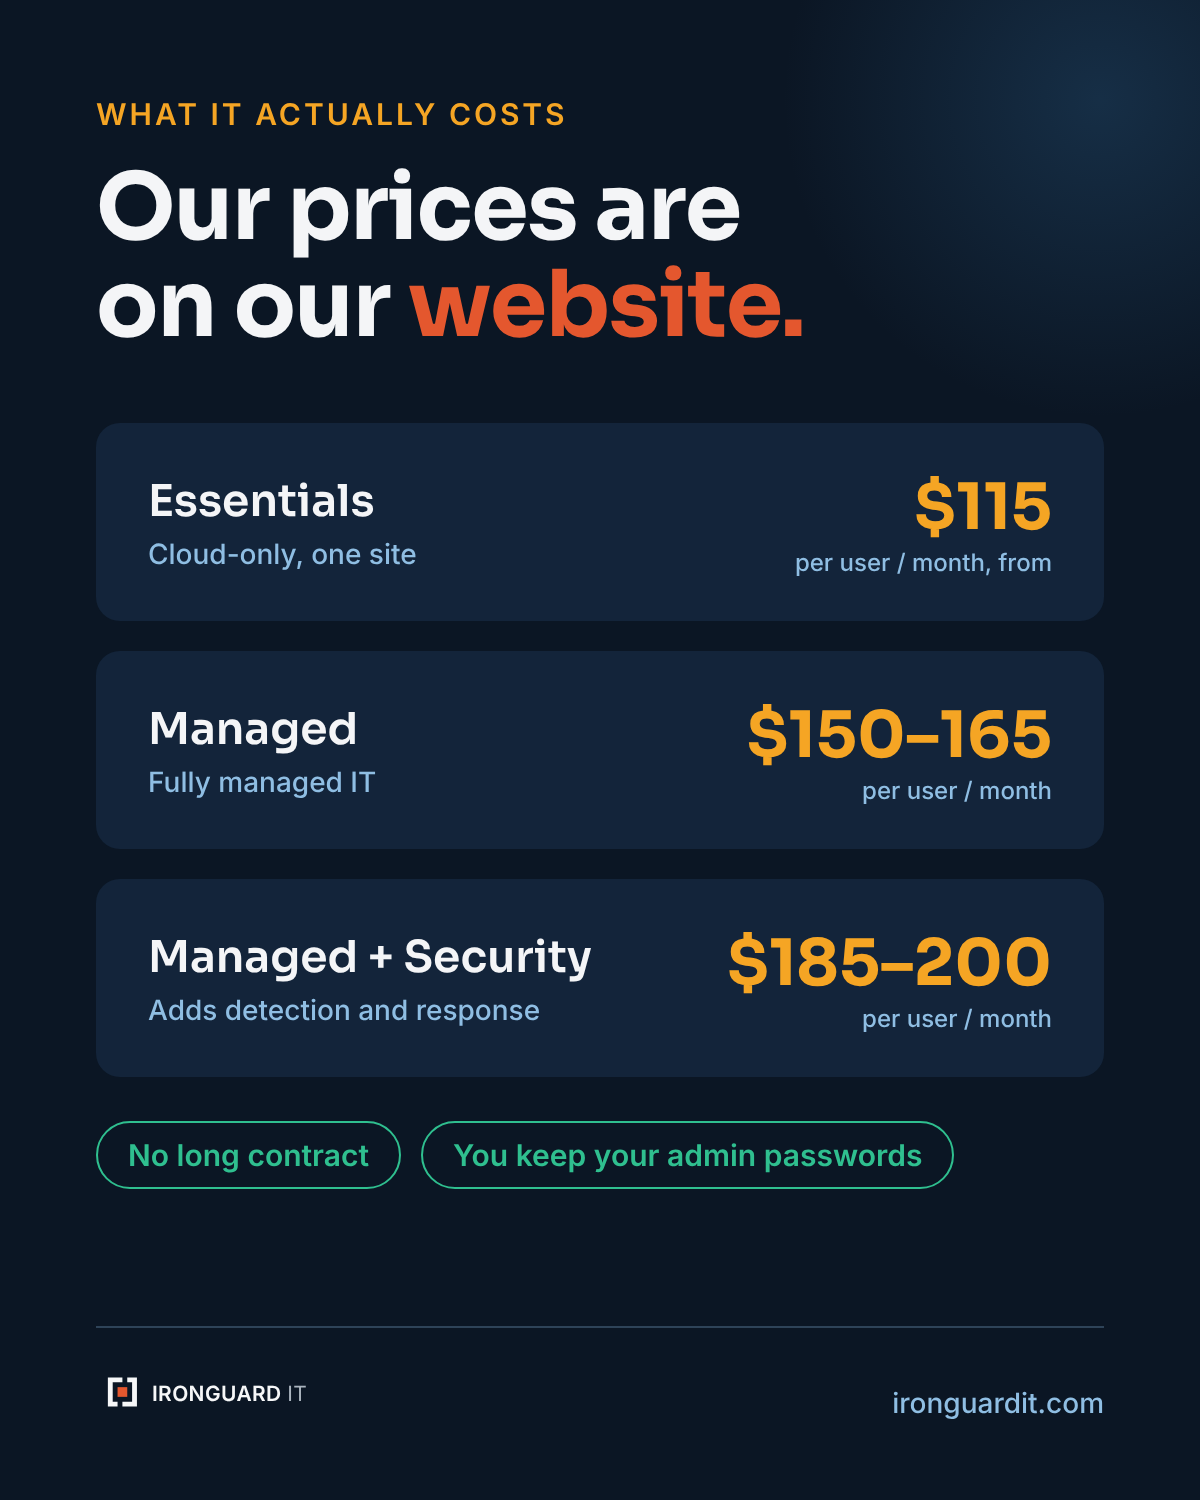 WHAT IT ACTUALLY COSTS
Our prices are
on our website.
Essentials
Cloud-only, one site
$115
per user / month, from
Managed
Fully managed IT
$150–165
per user / month
Managed + Security
Adds detection and response
$185–200
per user / month
No long contract
You keep your admin passwords
IRONGUARD IT
ironguardit.com